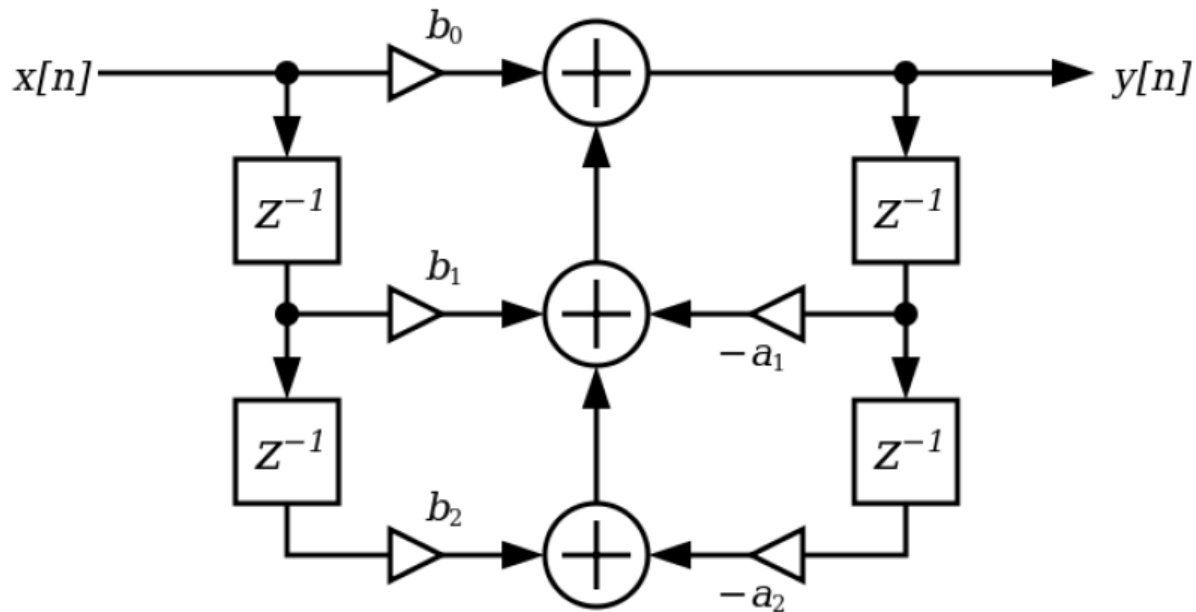 b₀
x[n] y[n]
z⁻¹ z⁻¹
b₁
−a₁
z⁻¹ z⁻¹
b₂
−a₂